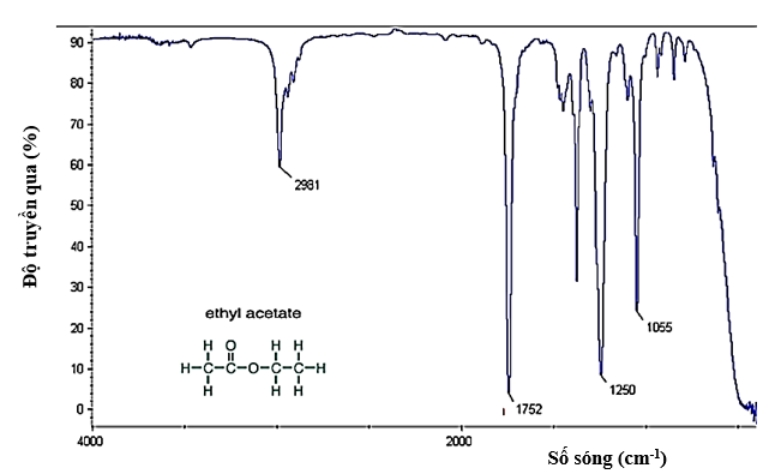 Độ truyền qua (%)
90
80
70
60
50
40
30
20
10
0
2981
1752
1250
1055
ethyl acetate
H O H H
H–C–C–O–C–C–H
H H H
4000 2000
Số sóng (cm-1)